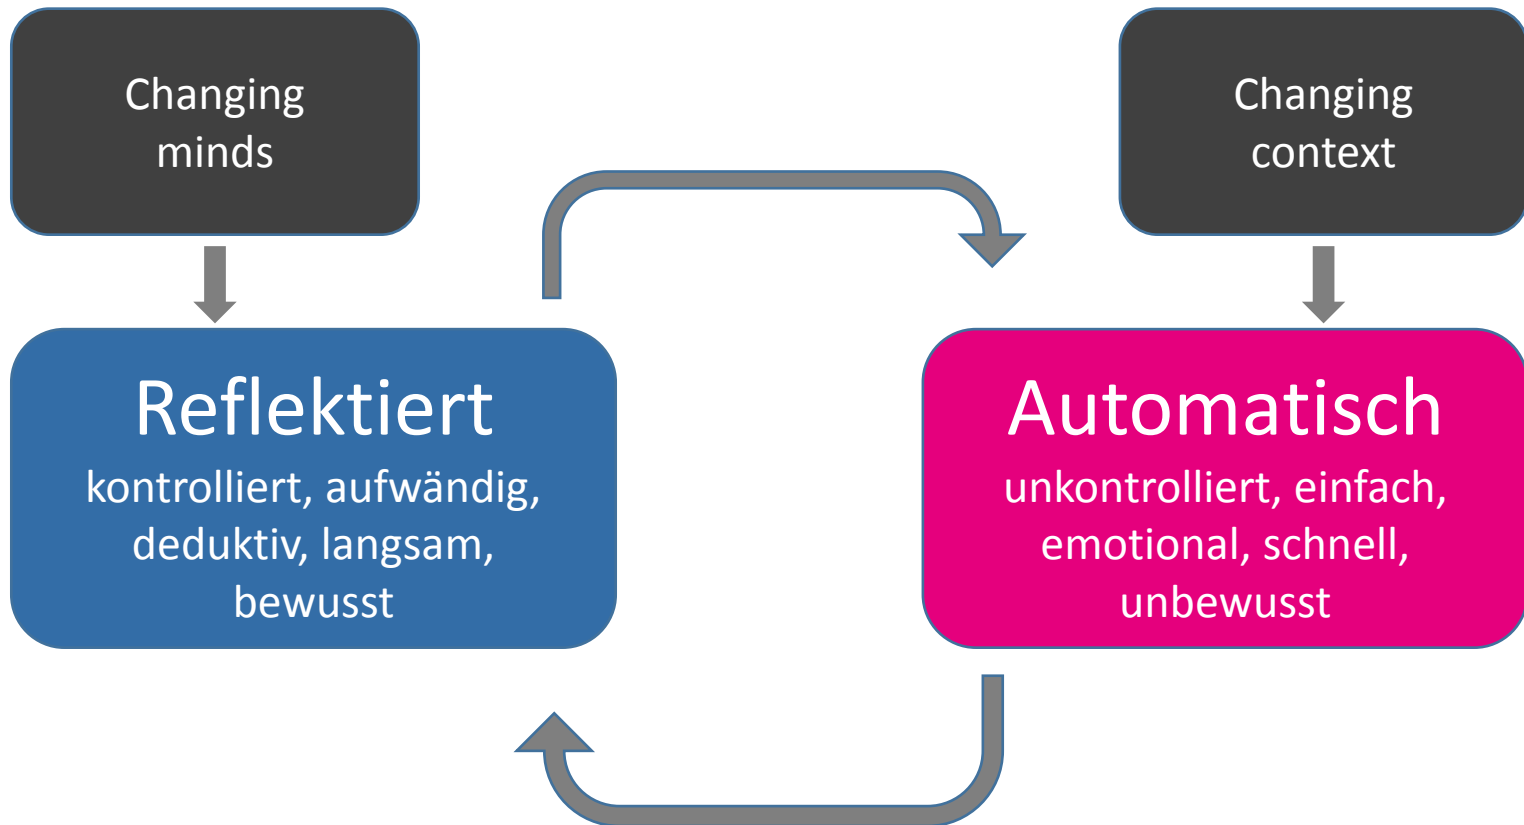 Changing
minds
Changing
context
Reflektiert
kontrolliert, aufwändig,
deduktiv, langsam,
bewusst
Automatisch
unkontrolliert, einfach,
emotional, schnell,
unbewusst